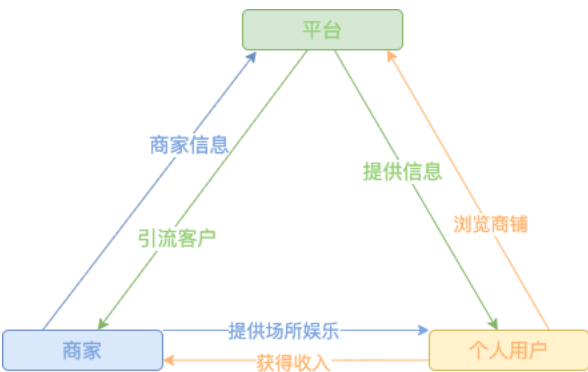 平台
商家信息
提供信息
浏览商铺
引流客户
提供场所娱乐
商家
个人用户
获得收入